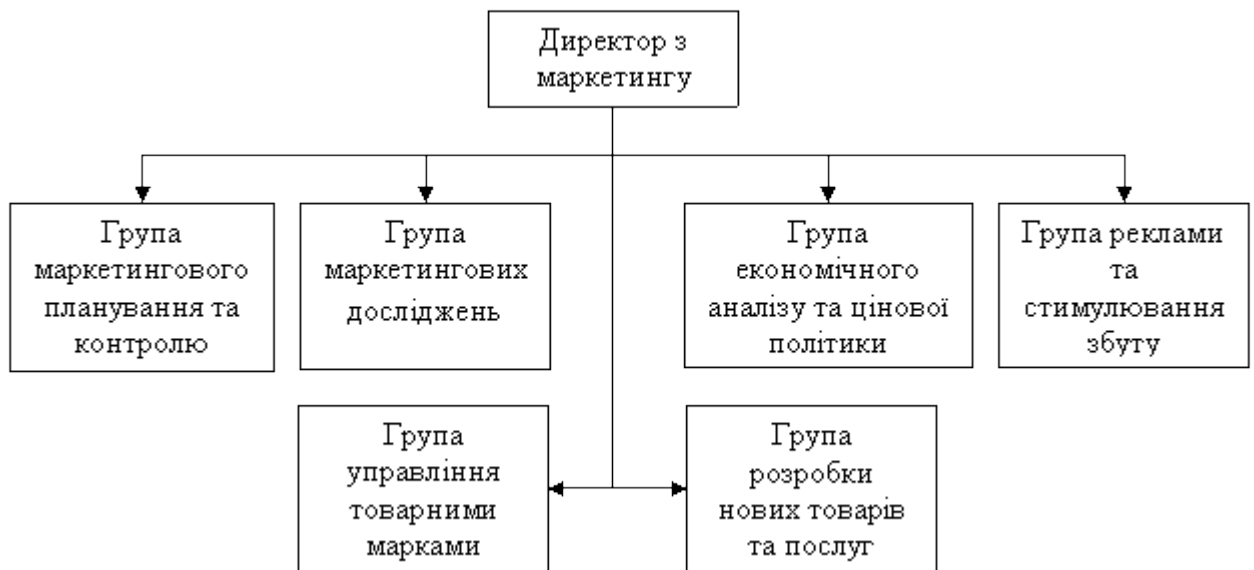 Директор з
маркетингу
Група
маркетингового
планування та
контролю
Група
маркетингових
досліджень
Група
економічного
аналізу та цінової
політики
Група реклами
та
стимулювання
збуту
Група
управління
товарними
марками
Група
розробки
нових товарів
та послуг